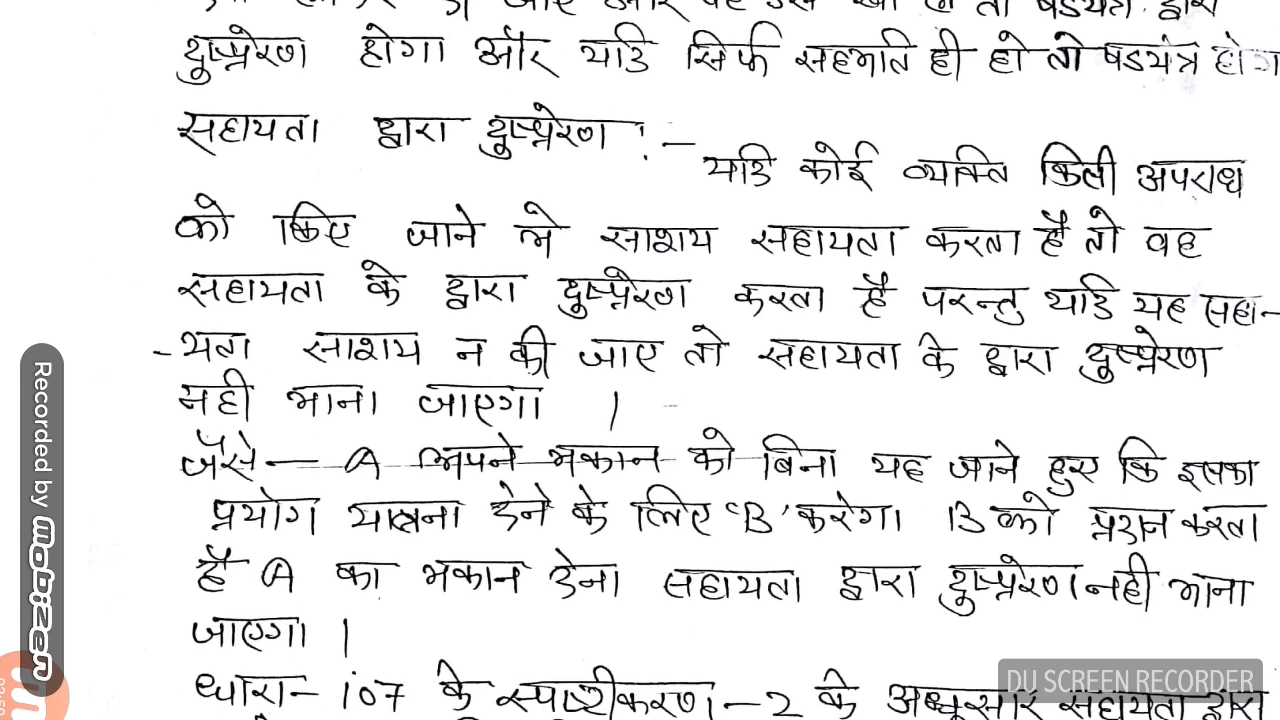 दुष्प्रेरण होगा और यदि सिर्फ सहमति ही हो तो षडयंत्र होगा
सहायता द्वारा दुष्प्रेरण :-
यदि कोई व्यक्ति किसी अपराध
को किए जाने मे साशय सहायता करता है तो वह
सहायता के द्वारा दुष्प्रेरण करता है परन्तु यदि यह सहा-
-यता साशय न की जाए तो सहायता के द्वारा दुष्प्रेरण
नही माना जाएगा ।
जैसे - A अपने मकान को बिना यह जाने हुए कि इसका
प्रयोग यातना देने के लिए 'B' करेगा। B को प्रदान करता
है A का मकान देना सहायता द्वारा दुष्प्रेरण नही माना
जाएगा ।
धारा - 107 के स्पष्टीकरण - 2 के अनुसार सहायता द्वारा
Recorded by mobizen
DU SCREEN RECORDER